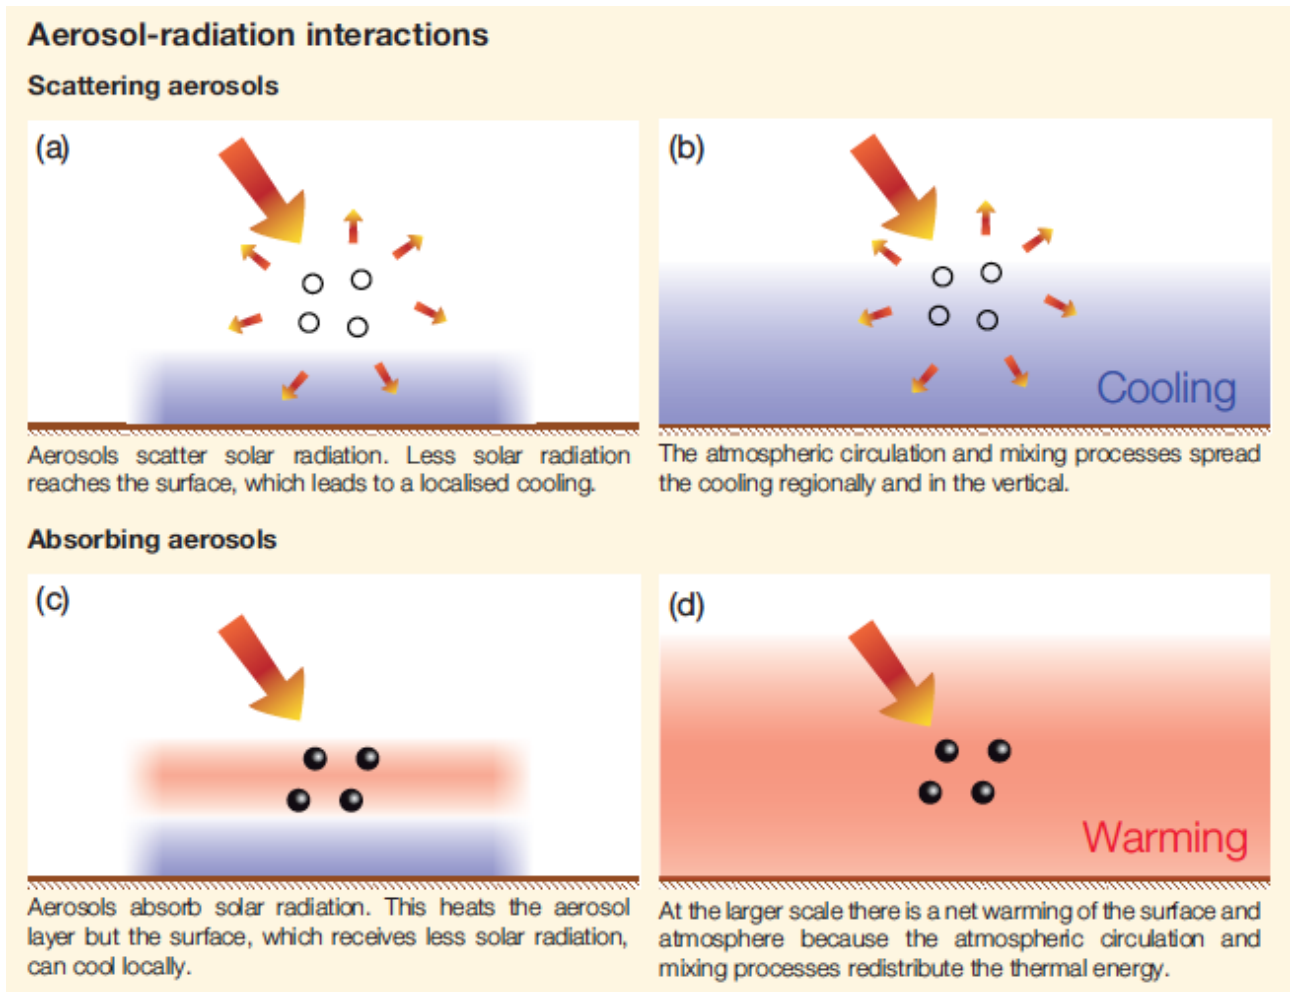 Aerosol-radiation interactions
Scattering aerosols
(a)
Aerosols scatter solar radiation. Less solar radiation
reaches the surface, which leads to a localised cooling.
(b)
Cooling
The atmospheric circulation and mixing processes spread
the cooling regionally and in the vertical.
Absorbing aerosols
(c)
Aerosols absorb solar radiation. This heats the aerosol
layer but the surface, which receives less solar radiation,
can cool locally.
(d)
Warming
At the larger scale there is a net warming of the surface and
atmosphere because the atmospheric circulation and
mixing processes redistribute the thermal energy.